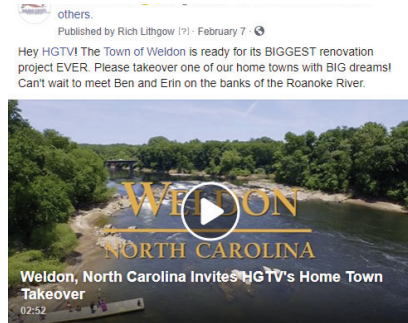 others.
Published by Rich Lithgow [?] · February 7 ·
Hey HGTV! The Town of Weldon is ready for its BIGGEST renovation
project EVER. Please takeover one of our home towns with BIG dreams!
Can't wait to meet Ben and Erin on the banks of the Roanoke River.
WELDON
NORTH CAROLINA
Weldon, North Carolina Invites HGTV's Home Town
Takeover
02:52